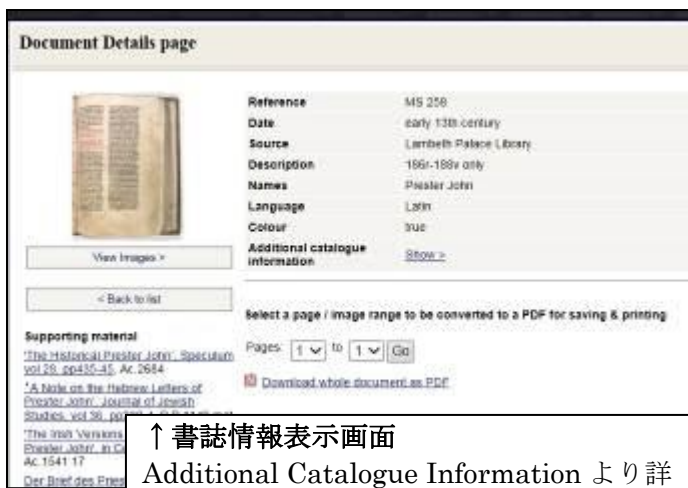 Document Details page
Reference MS 258
Date early 13th century
Source Lambeth Palace Library
Description 186r-188v only
Names Prester John
Language Latin
Colour true
Additional catalogue
information Show >
View Images >
< Back to list
Select a page / image range to be converted to a PDF for saving & printing
Pages: 1 to 1 Go
Download whole document as PDF
Supporting material
'The Historical Prester John', Speculum
vol 28, pp435-45, Ac.2684
'A Note on the Hebrew Letters of
Prester John', Journal of Jewish
Studies, vol 36,
'The Irish Versions
Prester John', in
Ac.1541 17
Der Brief des
↑書誌情報表示画面
Additional Catalogue Information より詳